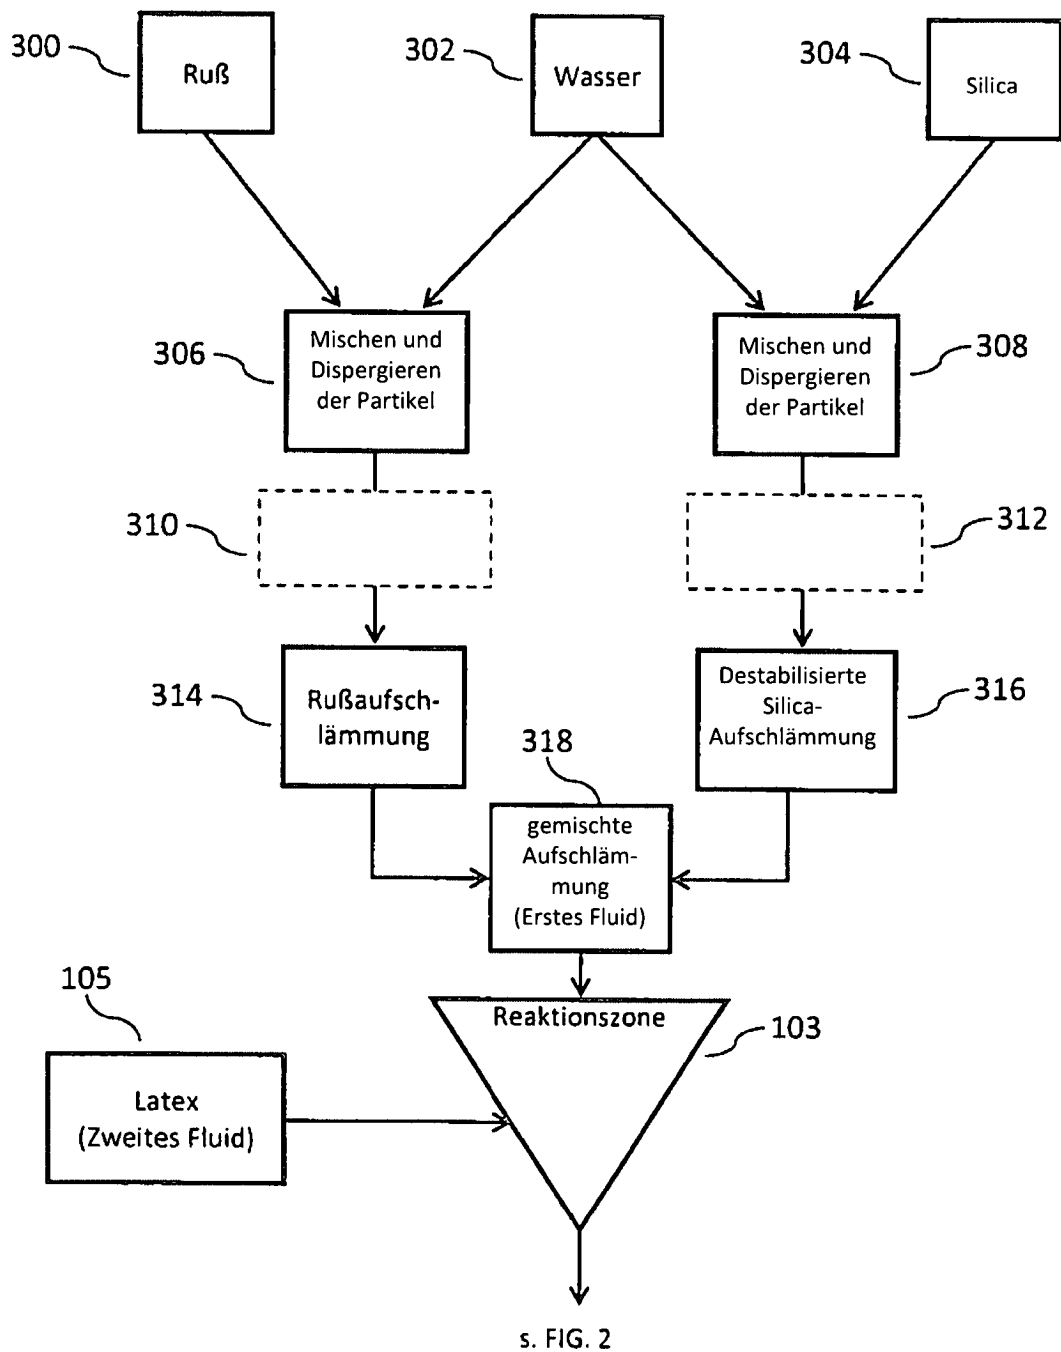 300
Ruß
302
Wasser
304
Silica
306
Mischen und
Dispergieren
der Partikel
Mischen und
Dispergieren
der Partikel
308
310
312
314
Rußaufsch-
lämmung
Destabilisierte
Silica-
Aufschlämmung
316
318
gemischte
Aufschläm-
mung
(Erstes Fluid)
105
Latex
(Zweites Fluid)
Reaktionszone
103
s. FIG. 2